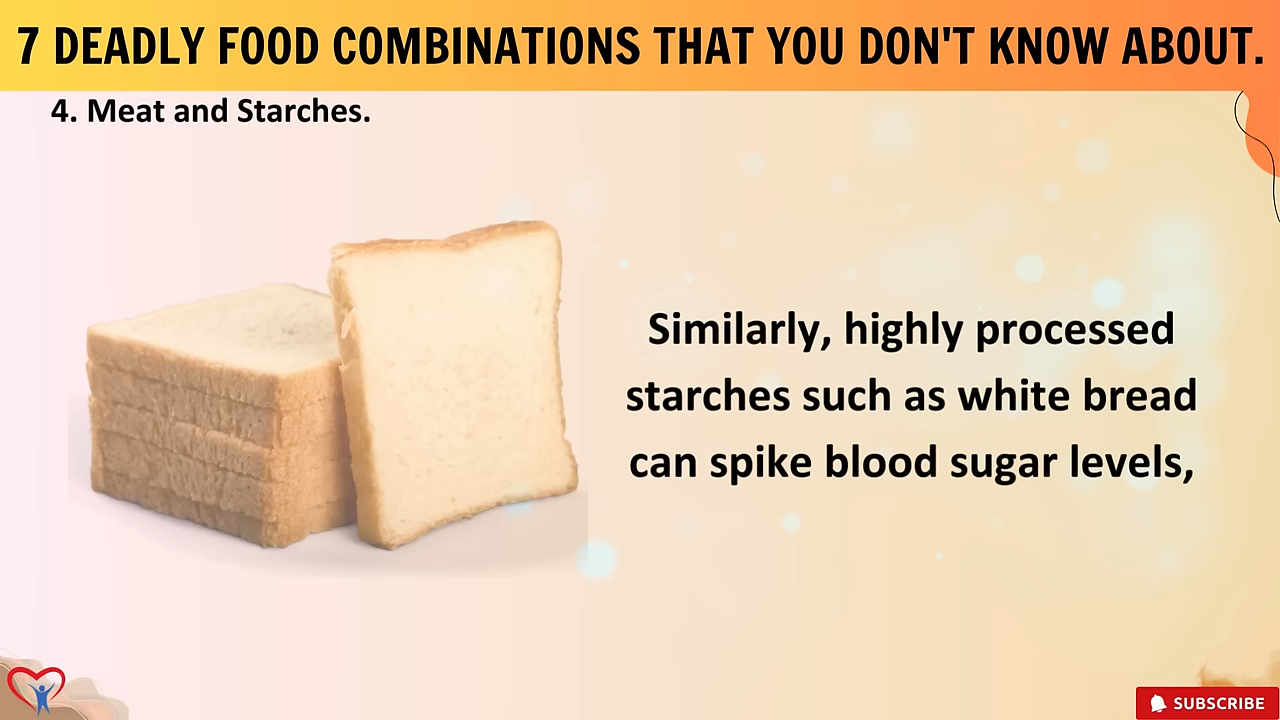 7 DEADLY FOOD COMBINATIONS THAT YOU DON'T KNOW ABOUT.
4. Meat and Starches.
Similarly, highly processed
starches such as white bread
can spike blood sugar levels,
SUBSCRIBE